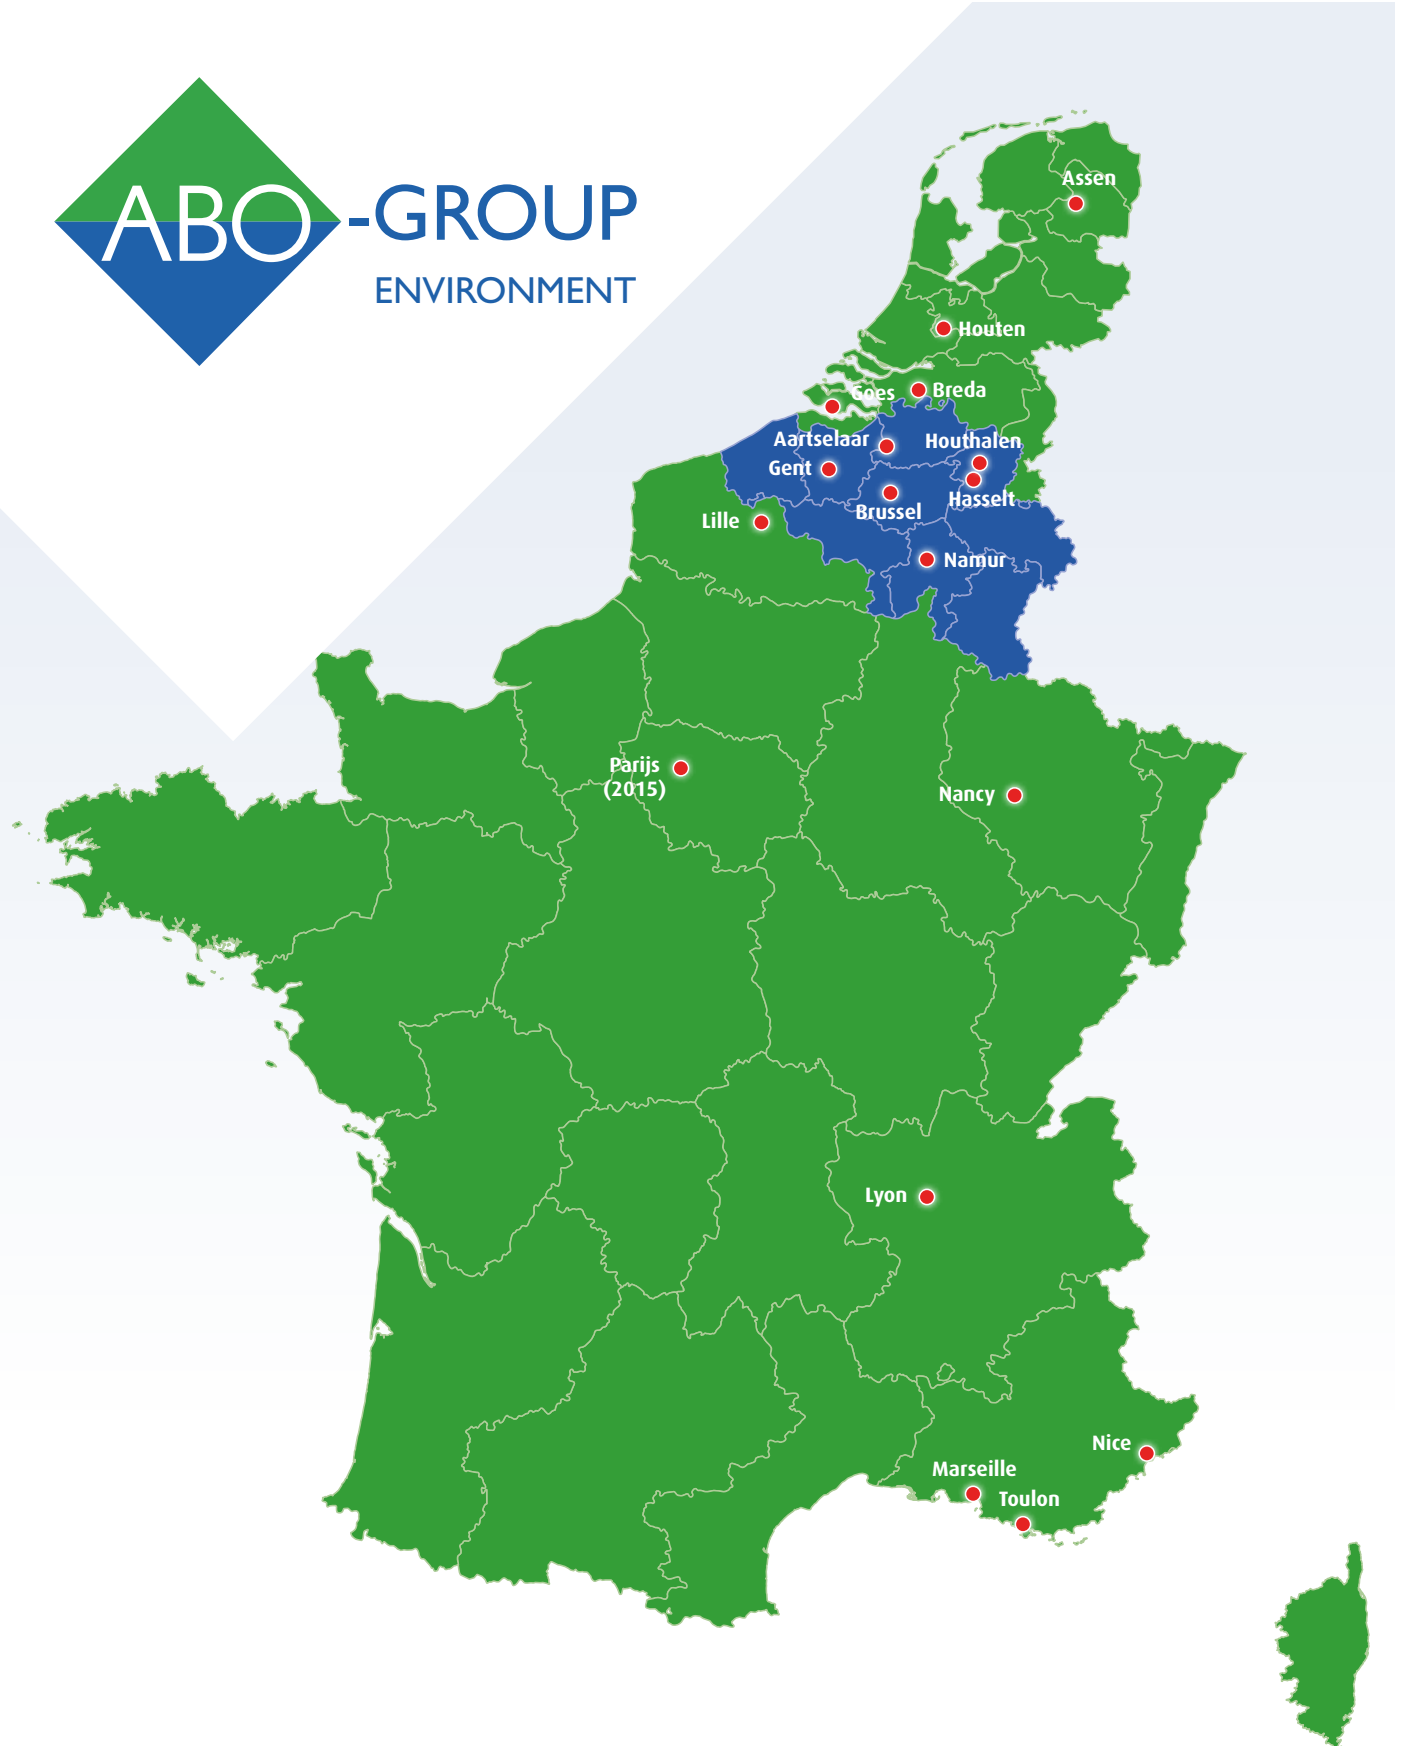 ABO-GROUP
ENVIRONMENT
Assen
Houten
Breda
Goes
Aartselaar
Houthalen
Gent
Hasselt
Brussel
Lille
Namur
Parijs
(2015)
Nancy
Lyon
Nice
Marseille
Toulon